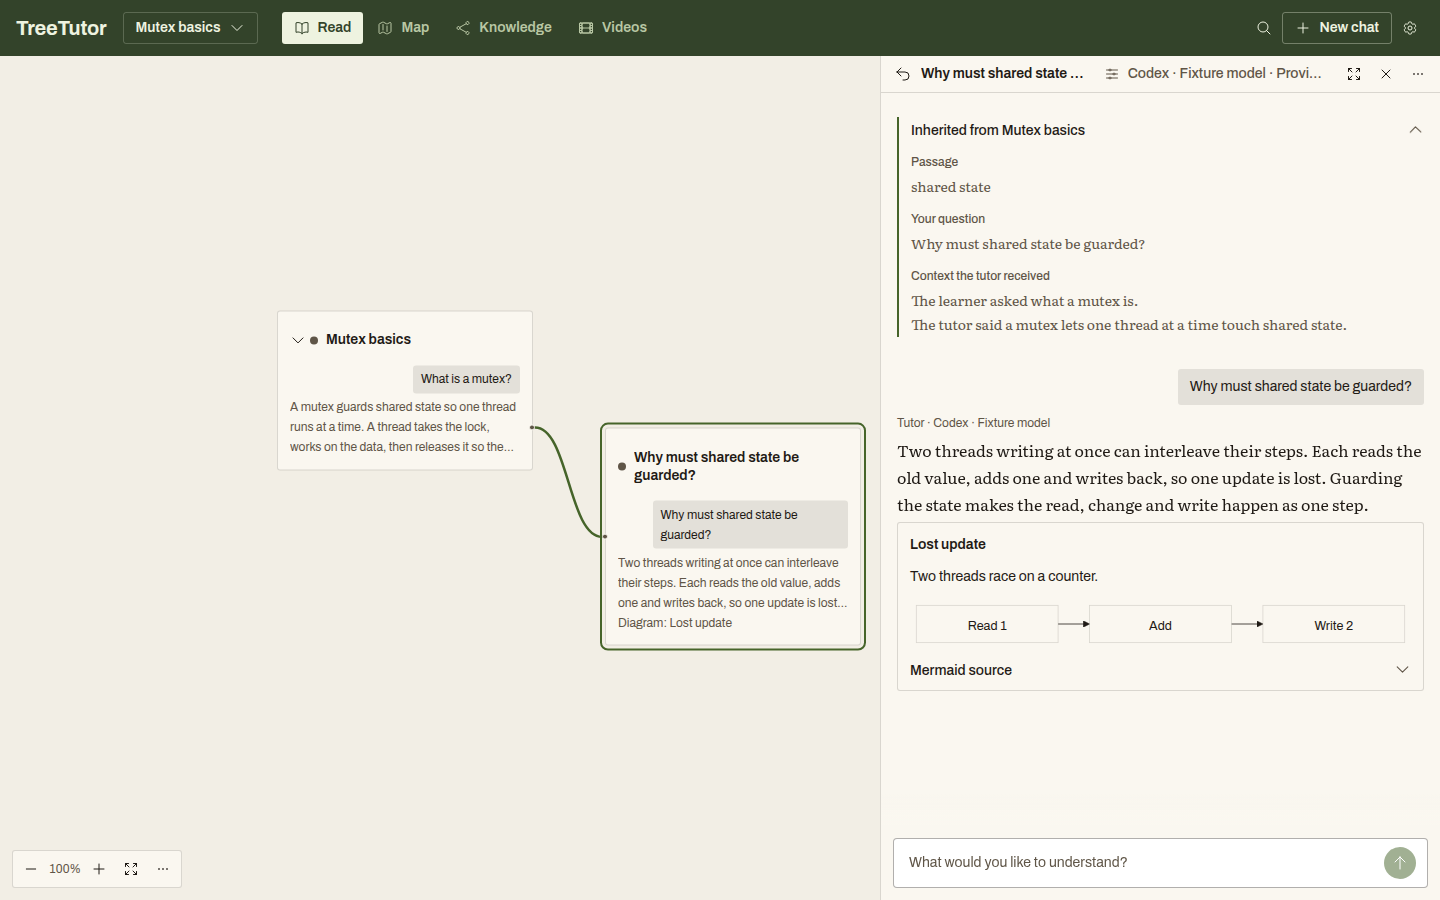 TreeTutor
Mutex basics
Read
Map
Knowledge
Videos
New chat
Mutex basics
What is a mutex?
A mutex guards shared state so one thread
runs at a time. A thread takes the lock,
works on the data, then releases it so the...
Why must shared state be
guarded?
Why must shared state be
guarded?
Two threads writing at once can interleave
their steps. Each reads the old value, adds
one and writes back, so one update is lost...
Diagram: Lost update
100%
Why must shared state ...
Codex · Fixture model · Provi...
Inherited from Mutex basics
Passage
shared state
Your question
Why must shared state be guarded?
Context the tutor received
The learner asked what a mutex is.
The tutor said a mutex lets one thread at a time touch shared state.
Why must shared state be guarded?
Tutor · Codex · Fixture model
Two threads writing at once can interleave their steps. Each reads the
old value, adds one and writes back, so one update is lost. Guarding
the state makes the read, change and write happen as one step.
Lost update
Two threads race on a counter.
Read 1
Add
Write 2
Mermaid source
What would you like to understand?